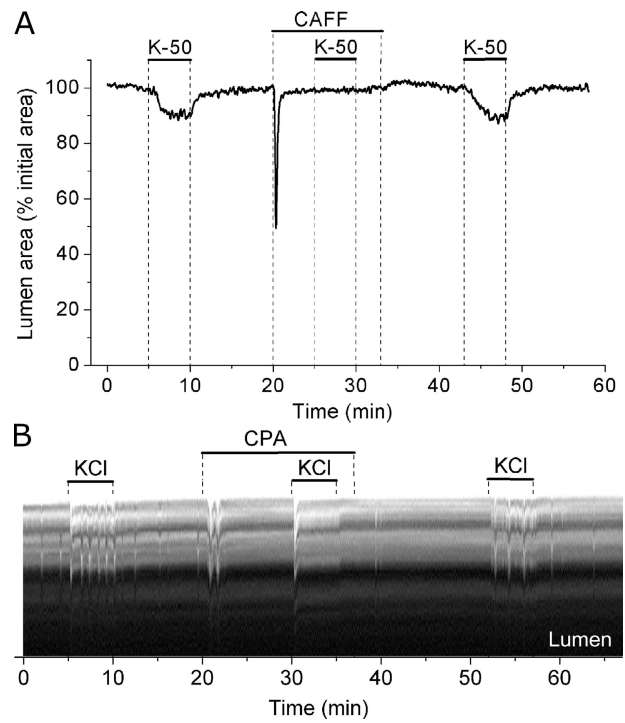 A
CAFF
K-50
K-50
K-50
Lumen area (% initial area)
100
80
60
40
20
0
0 10 20 30 40 50 60
Time (min)
B
CPA
KCl
KCl
KCl
Lumen
0 10 20 30 40 50 60
Time (min)